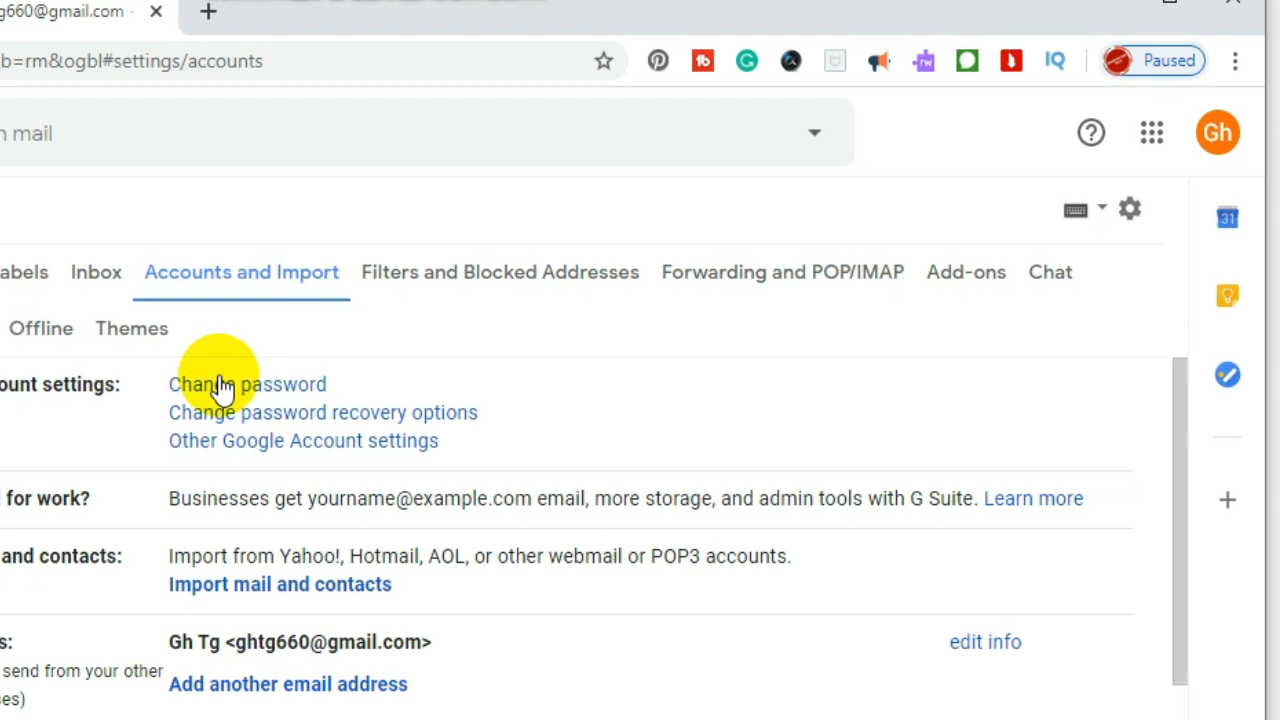 g660@gmail.com -
b=rm&ogbl#settings/accounts
tb
rw
IQ
Paused
n mail
Gh
31
abels Inbox Accounts and Import Filters and Blocked Addresses Forwarding and POP/IMAP Add-ons Chat
Offline Themes
ount settings: Change password
Change password recovery options
Other Google Account settings
for work? Businesses get yourname@example.com email, more storage, and admin tools with G Suite. Learn more
and contacts: Import from Yahoo!, Hotmail, AOL, or other webmail or POP3 accounts.
Import mail and contacts
s: Gh Tg <ghtg660@gmail.com> edit info
send from your other
es) Add another email address